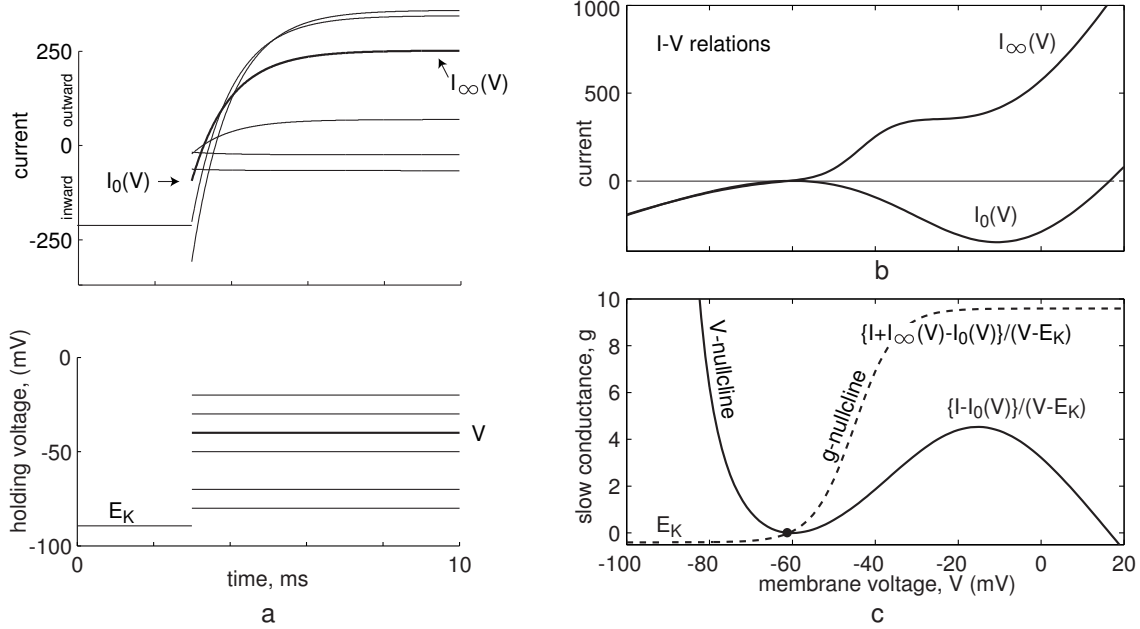 250
0
-250
current
inward
outward
I0(V)
I∞(V)
0
-50
-100
holding voltage, (mV)
EK
V
0
10
time, ms
a
1000
500
0
current
I-V relations
I∞(V)
I0(V)
b
10
8
6
4
2
0
slow conductance, g
V-nullcline
g-nullcline
{I+I∞(V)-I0(V)}/(V-EK)
{I-I0(V)}/(V-EK)
EK
-100
-80
-60
-40
-20
0
20
membrane voltage, V (mV)
c